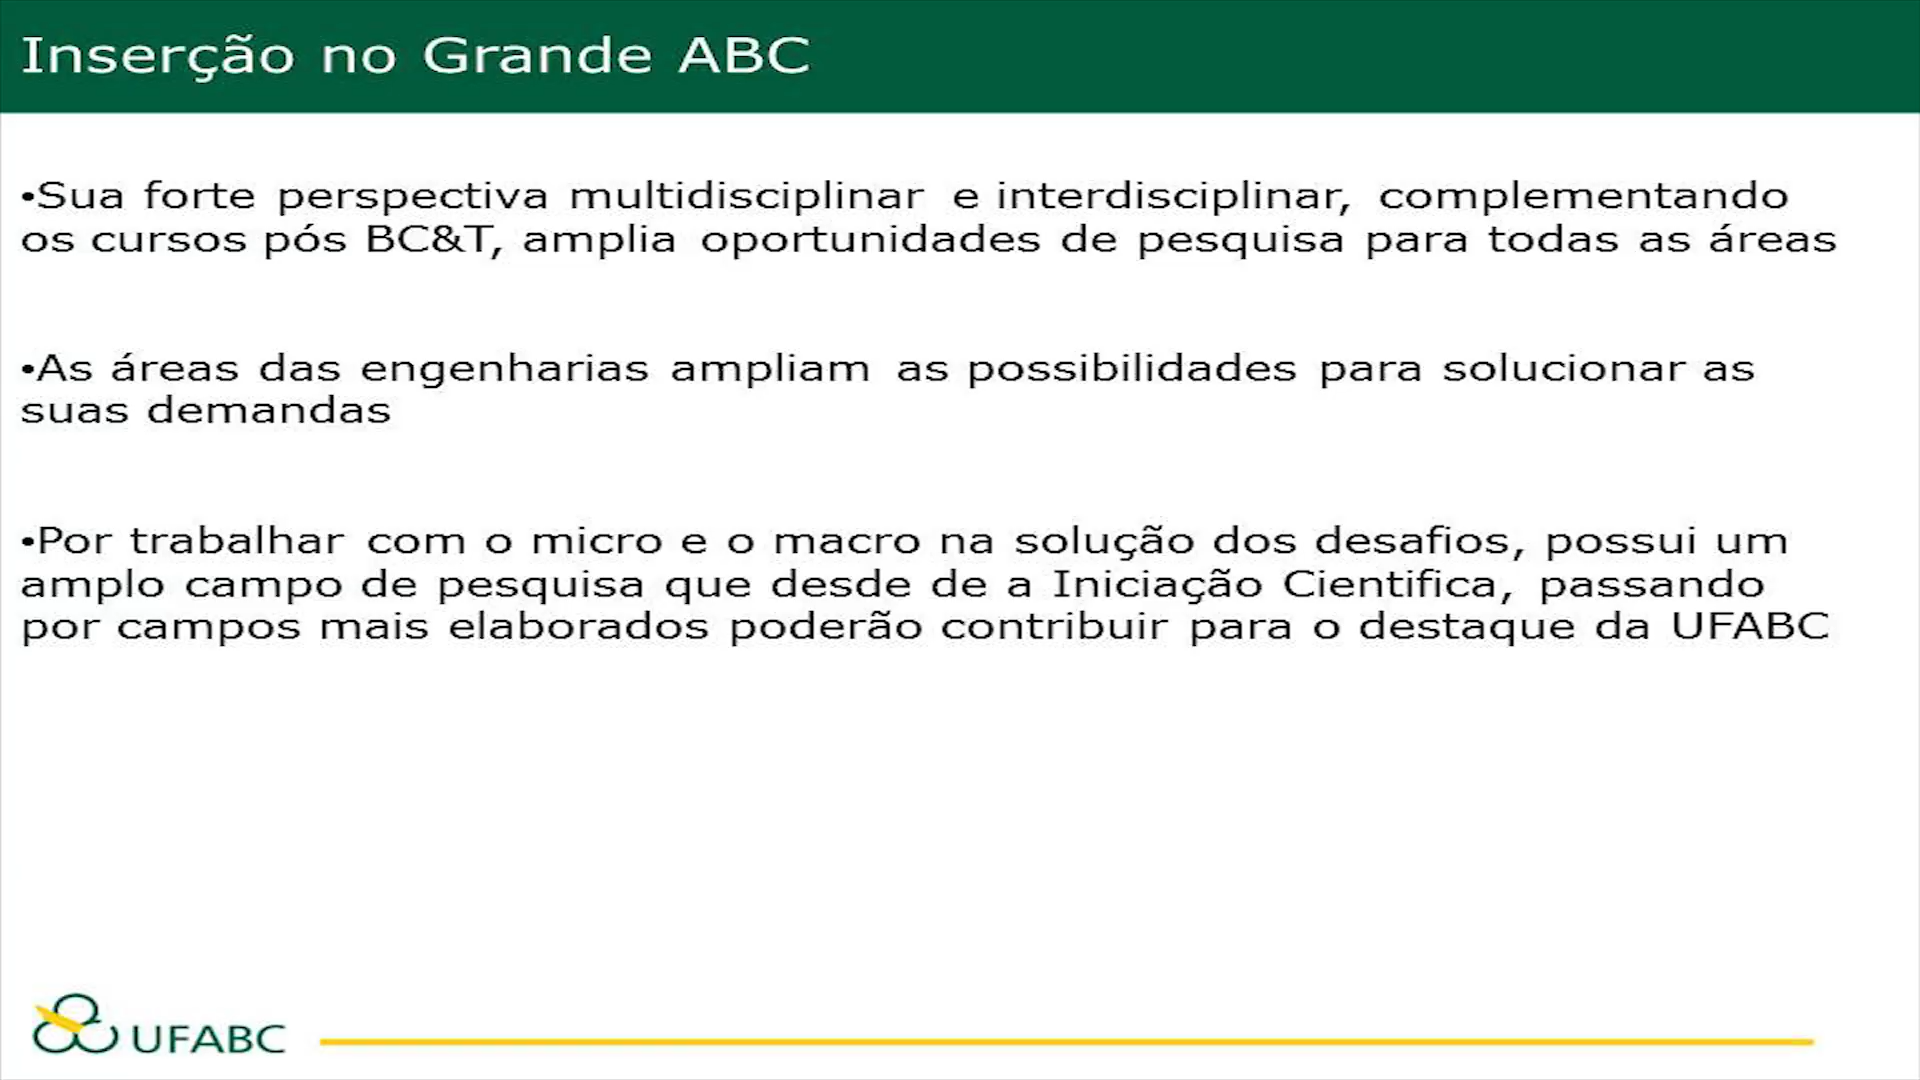 Inserção no Grande ABC
•Sua forte perspectiva multidisciplinar e interdisciplinar, complementando
os cursos pós BC&T, amplia oportunidades de pesquisa para todas as áreas
•As áreas das engenharias ampliam as possibilidades para solucionar as
suas demandas
•Por trabalhar com o micro e o macro na solução dos desafios, possui um
amplo campo de pesquisa que desde de a Iniciação Cientifica, passando
por campos mais elaborados poderão contribuir para o destaque da UFABC
UFABC